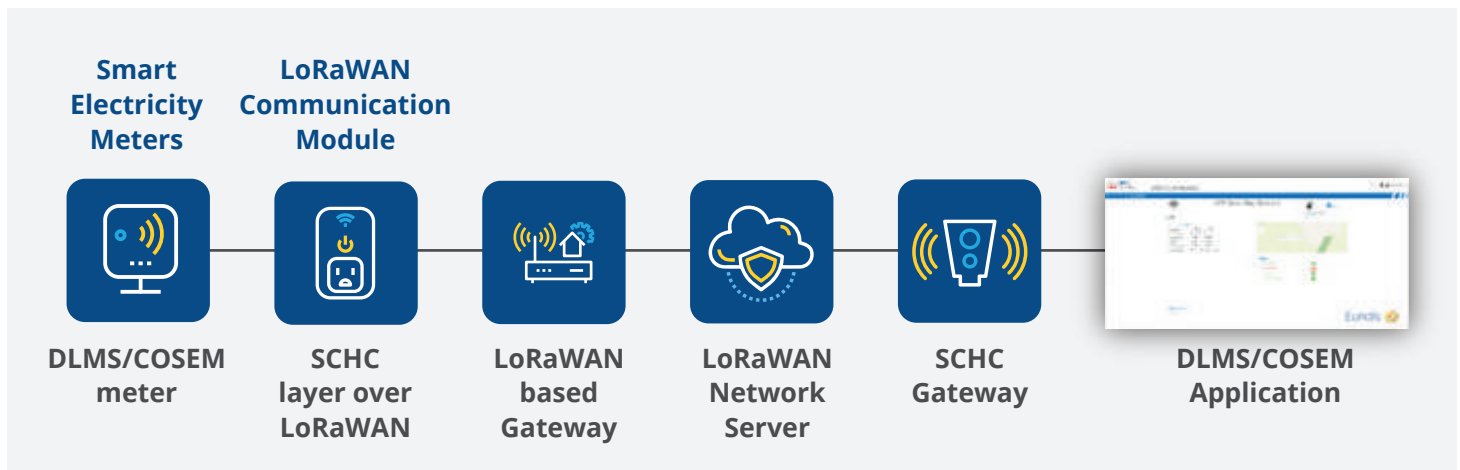 Smart
Electricity
Meters
LoRaWAN
Communication
Module
DLMS/COSEM
meter
SCHC
layer over
LoRaWAN
LoRaWAN
based
Gateway
LoRaWAN
Network
Server
SCHC
Gateway
DLMS/COSEM
Application